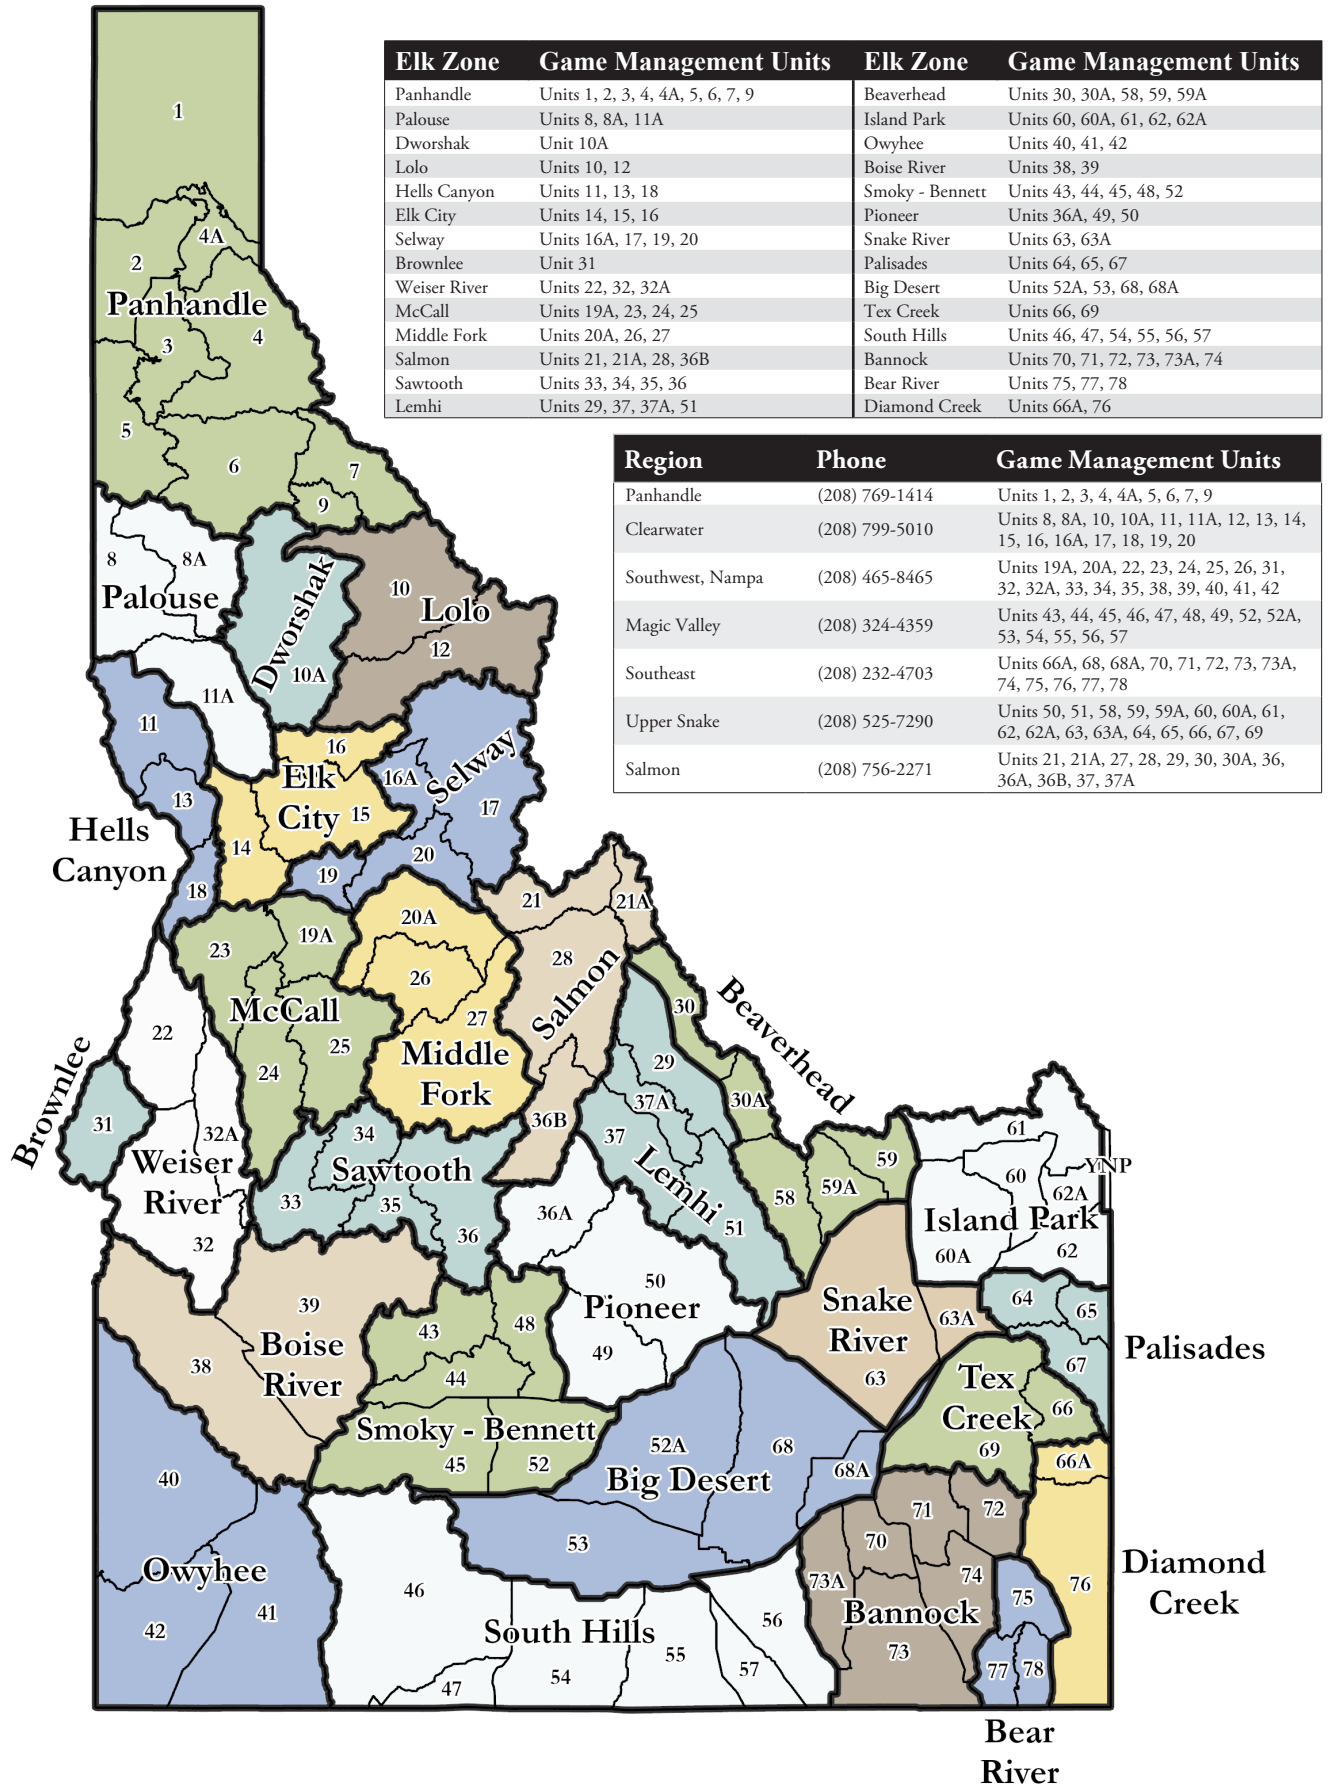 Elk Zone Game Management Units Elk Zone Game Management Units
Panhandle Units 1, 2, 3, 4, 4A, 5, 6, 7, 9 Beaverhead Units 30, 30A, 58, 59, 59A
Palouse Units 8, 8A, 11A Island Park Units 60, 60A, 61, 62, 62A
Dworshak Unit 10A Owyhee Units 40, 41, 42
Lolo Units 10, 12 Boise River Units 38, 39
Hells Canyon Units 11, 13, 18 Smoky - Bennett Units 43, 44, 45, 48, 52
Elk City Units 14, 15, 16 Pioneer Units 36A, 49, 50
Selway Units 16A, 17, 19, 20 Snake River Units 63, 63A
Brownlee Unit 31 Palisades Units 64, 65, 67
Weiser River Units 22, 32, 32A Big Desert Units 52A, 53, 68, 68A
McCall Units 19A, 23, 24, 25 Tex Creek Units 66, 69
Middle Fork Units 20A, 26, 27 South Hills Units 46, 47, 54, 55, 56, 57
Salmon Units 21, 21A, 28, 36B Bannock Units 70, 71, 72, 73, 73A, 74
Sawtooth Units 33, 34, 35, 36 Bear River Units 75, 77, 78
Lemhi Units 29, 37, 37A, 51 Diamond Creek Units 66A, 76
Region Phone Game Management Units
Panhandle (208) 769-1414 Units 1, 2, 3, 4, 4A, 5, 6, 7, 9
Clearwater (208) 799-5010 Units 8, 8A, 10, 10A, 11, 11A, 12, 13, 14,
15, 16, 16A, 17, 18, 19, 20
Southwest, Nampa (208) 465-8465 Units 19A, 20A, 22, 23, 24, 25, 26, 31,
32, 32A, 33, 34, 35, 38, 39, 40, 41, 42
Magic Valley (208) 324-4359 Units 43, 44, 45, 46, 47, 48, 49, 52, 52A,
53, 54, 55, 56, 57
Southeast (208) 232-4703 Units 66A, 68, 68A, 70, 71, 72, 73, 73A,
74, 75, 76, 77, 78
Upper Snake (208) 525-7290 Units 50, 51, 58, 59, 59A, 60, 60A, 61,
62, 62A, 63, 63A, 64, 65, 66, 67, 69
Salmon (208) 756-2271 Units 21, 21A, 27, 28, 29, 30, 30A, 36,
36A, 36B, 37, 37A
1
4A
2
Panhandle
3
4
5
6
7
9
8
8A
Palouse
Dworshak
10A
10
Lolo
12
11A
11
13
Hells
Canyon
18
16
Elk
City
15
14
16A
Selway
17
19
20
20A
26
27
Middle
Fork
21
21A
28
Salmon
36B
23
19A
McCall
24
25
22
Brownlee
31
32A
Weiser
River
32
34
Sawtooth
33
35
36
30
Beaverhead
30A
29
37A
37
Lemhi
51
58
59A
59
61
YNP
60
62A
Island Park
60A
62
36A
50
Pioneer
49
Snake
River
63A
63
64
65
Palisades
67
Tex
Creek
66
69
66A
39
Boise
River
38
43
48
44
Smoky - Bennett
45
52
52A
68
68A
Big Desert
53
40
Owyhee
42
41
46
South Hills
47
54
55
56
57
71
72
70
73A
74
Bannock
73
75
77
78
Bear
River
76
Diamond
Creek